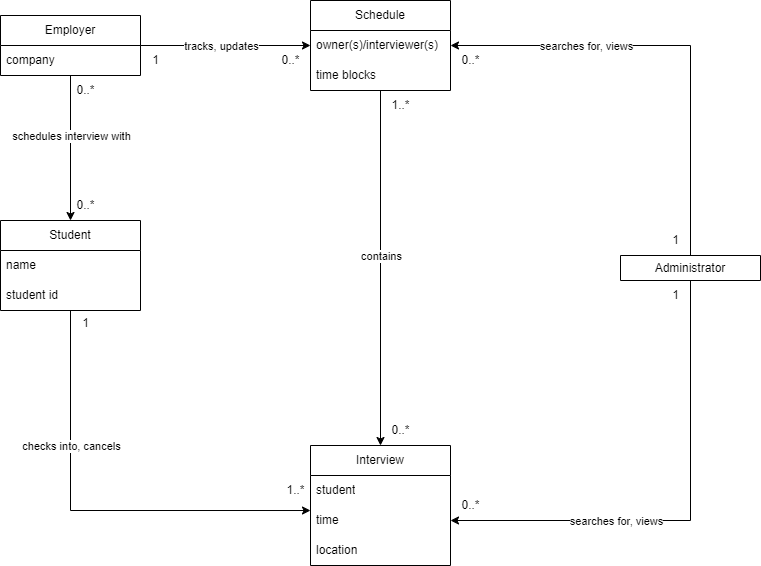 Schedule
Employer
tracks, updates
owner(s)/interviewer(s)
searches for, views
company
1
0..*
time blocks
0..*
0..*
1..*
schedules interview with
0..*
Student
1
name
contains
Administrator
student id
1
1
0..*
checks into, cancels
Interview
1..*
student
0..*
time
searches for, views
location